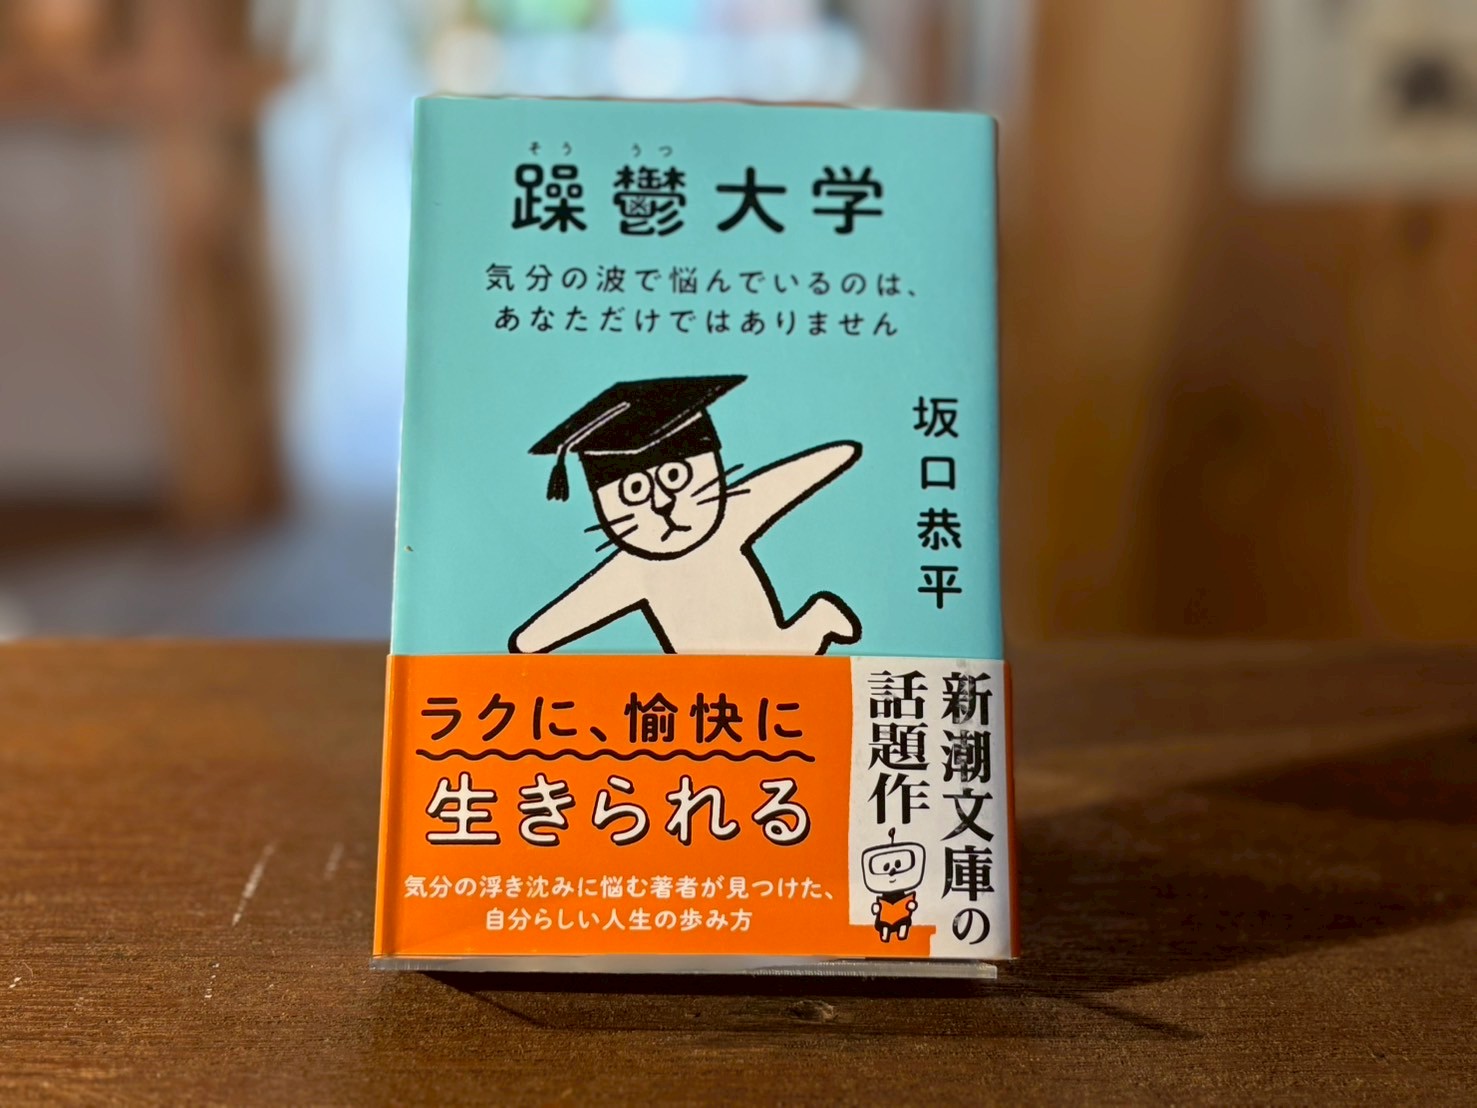 そう うつ
躁鬱大学
気分の波で悩んでいるのは、
あなただけではありません
坂口恭平
ラクに、愉快に
生きられる
気分の浮き沈みに悩む著者が見つけた、
自分らしい人生の歩み方
新潮文庫の
話題作